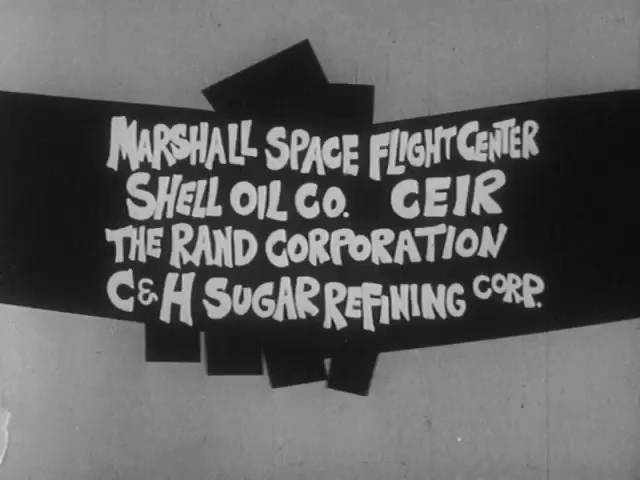 MARSHALL SPACE FLIGHT CENTER
SHELL OIL CO. CEIR
THE RAND CORPORATION
C&H SUGAR REFINING CORP.